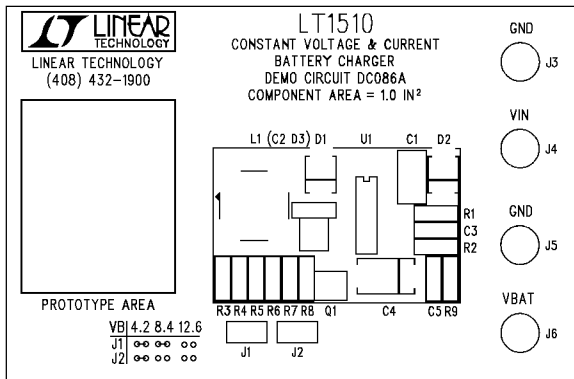 LT LINEAR
TECHNOLOGY
LINEAR TECHNOLOGY
(408) 432-1900
LT1510
CONSTANT VOLTAGE & CURRENT
BATTERY CHARGER
DEMO CIRCUIT DC086A
COMPONENT AREA = 1.0 IN²
GND
J3
VIN
J4
GND
J5
VBAT
J6
L1 (C2 D3) D1 U1 C1 D2
R1
C3
R2
R3 R4 R5 R6 R7 R8 Q1 C4 C5 R9
J1 J2
PROTOTYPE AREA
VB 4.2 8.4 12.6
J1
J2